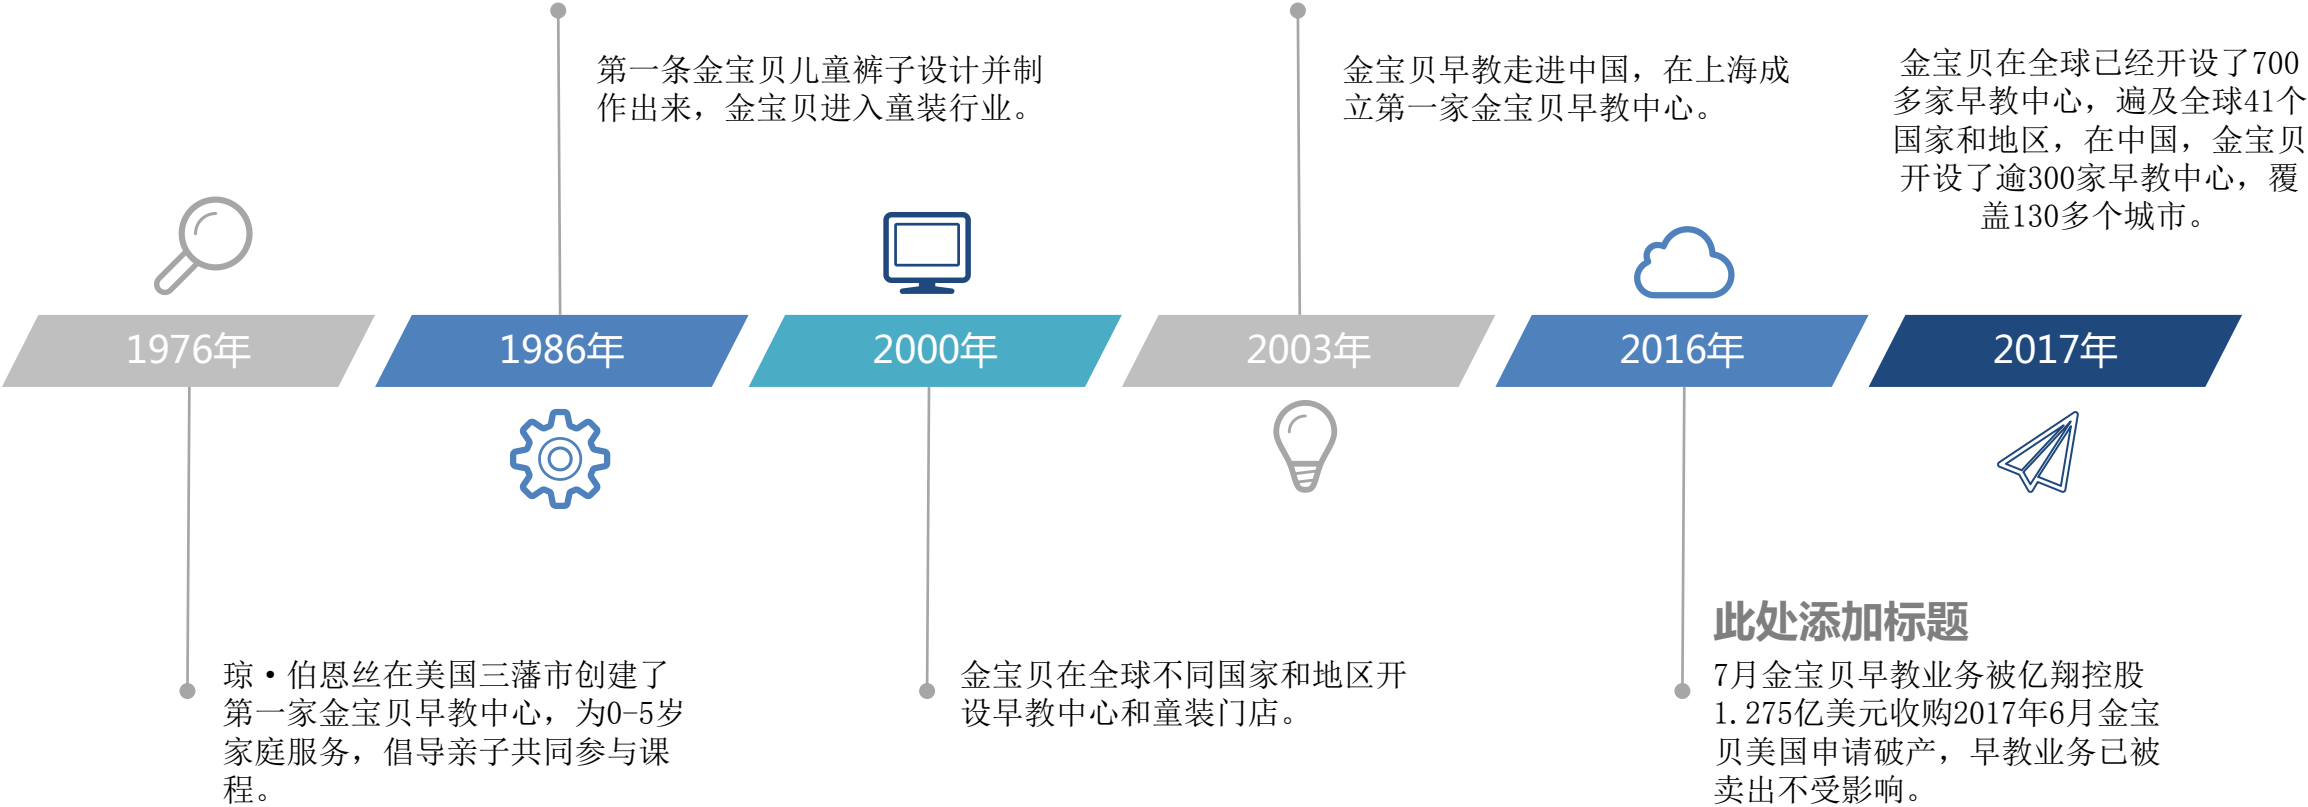 第一条金宝贝儿童裤子设计并制
作出来，金宝贝进入童装行业。
金宝贝早教走进中国，在上海成
立第一家金宝贝早教中心。
金宝贝在全球已经开设了700
多家早教中心，遍及全球41个
国家和地区，在中国，金宝贝
开设了逾300家早教中心，覆
盖130多个城市。
1976年
1986年
2000年
2003年
2016年
2017年
琼·伯恩丝在美国三藩市创建了
第一家金宝贝早教中心，为0-5岁
家庭服务，倡导亲子共同参与课
程。
金宝贝在全球不同国家和地区开
设早教中心和童装门店。
此处添加标题
7月金宝贝早教业务被亿翔控股
1.275亿美元收购2017年6月金宝
贝美国申请破产，早教业务已被
卖出不受影响。